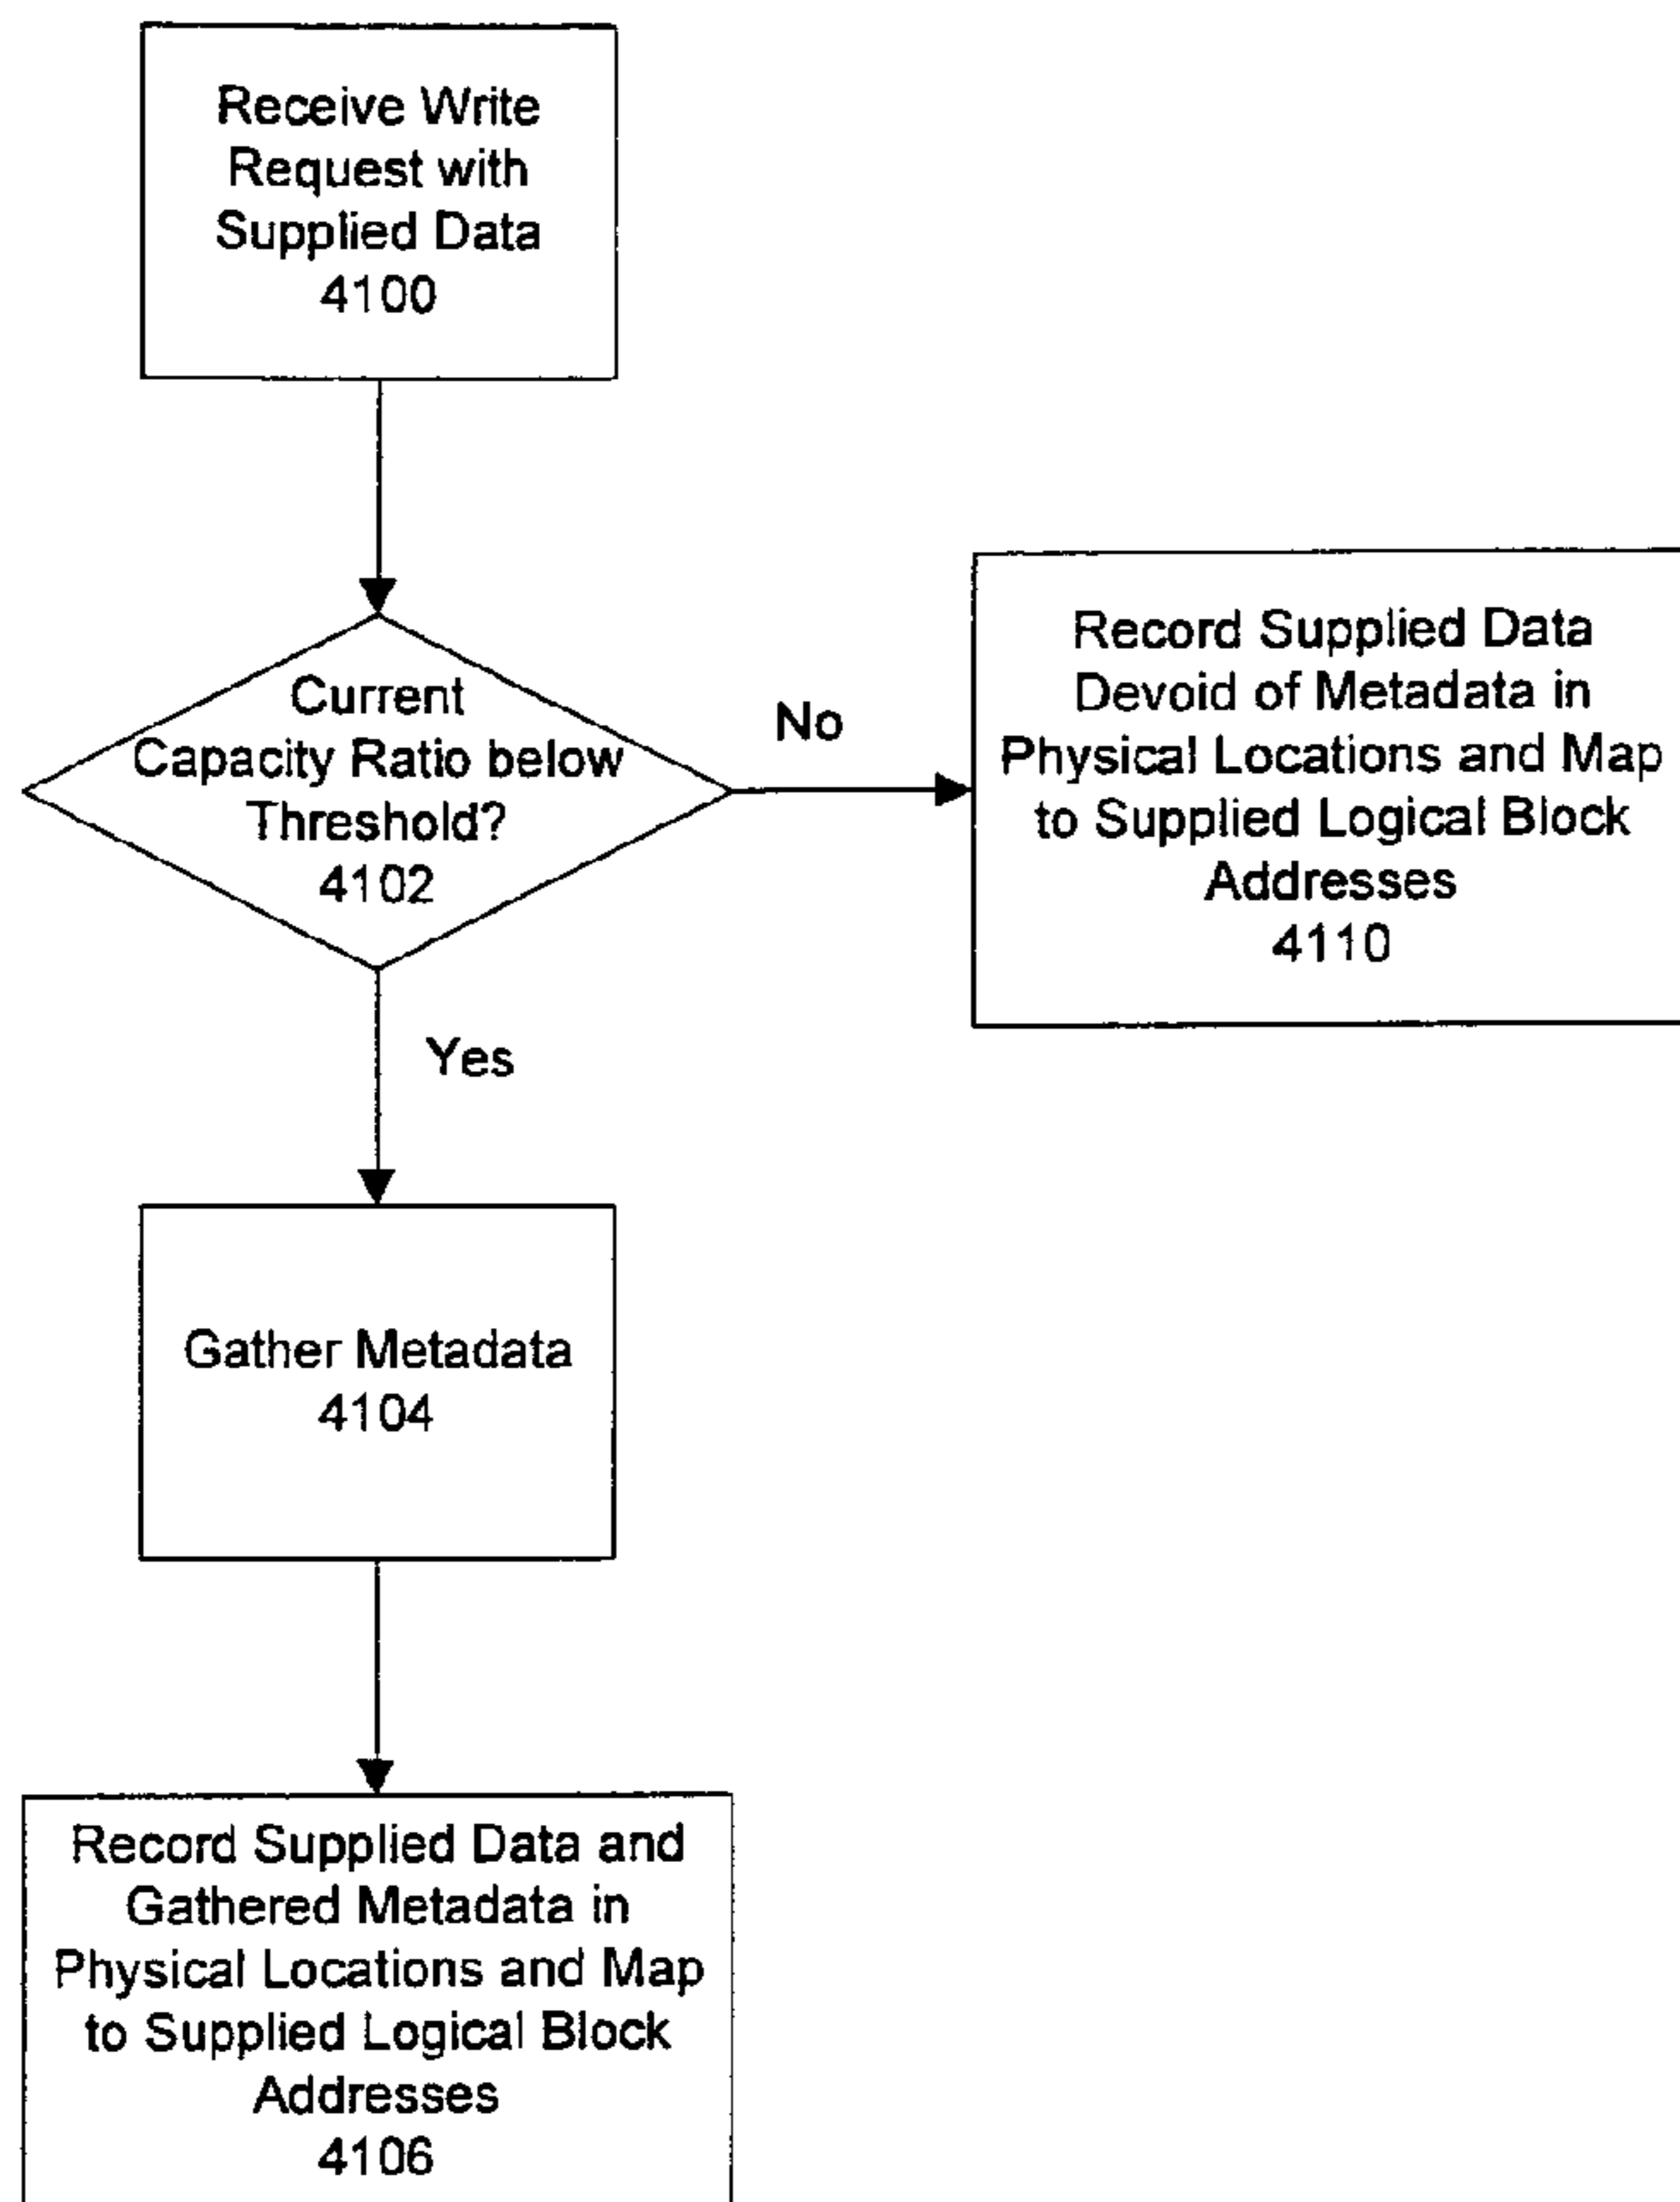 Receive Write
Request with
Supplied Data
4100
Current
Capacity Ratio below
Threshold?
4102
No
Record Supplied Data
Devoid of Metadata in
Physical Locations and Map
to Supplied Logical Block
Addresses
4110
Yes
Gather Metadata
4104
Record Supplied Data and
Gathered Metadata in
Physical Locations and Map
to Supplied Logical Block
Addresses
4106